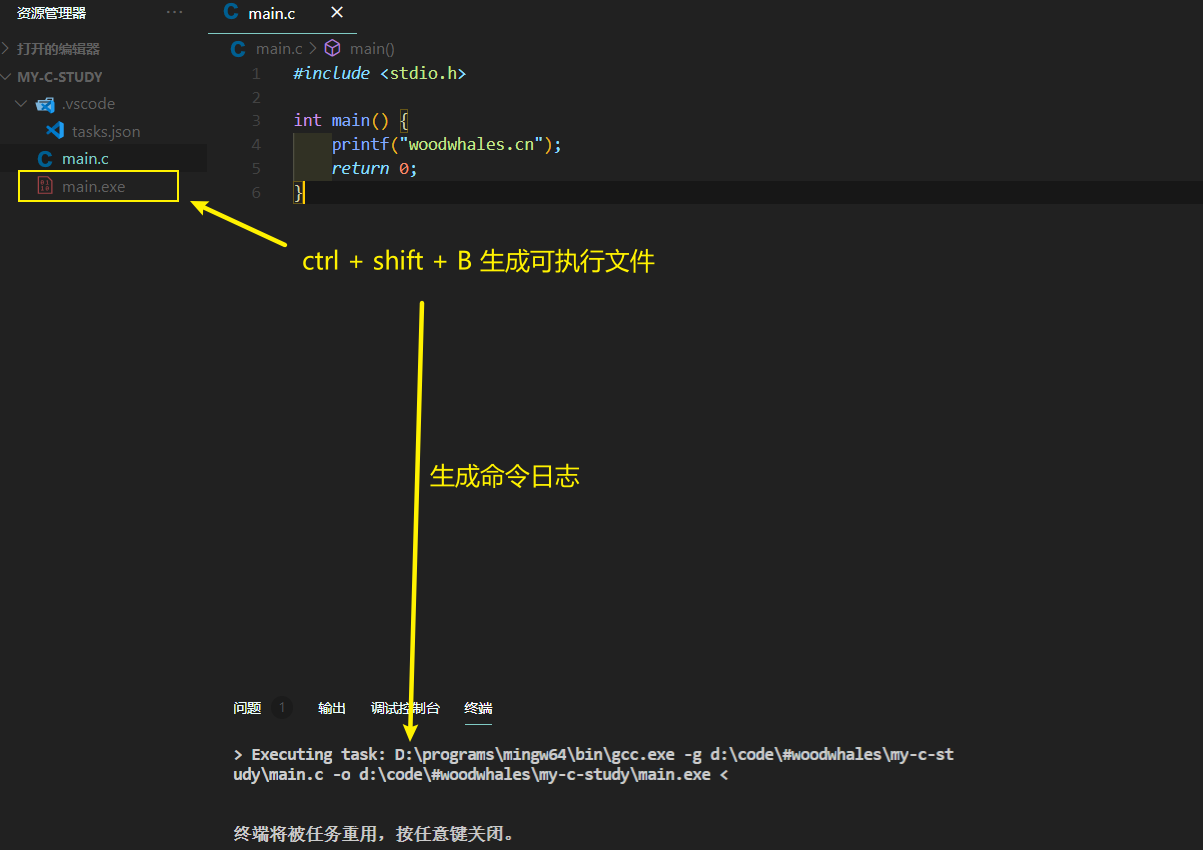 资源管理器 ···
打开的编辑器
MY-C-STUDY
.vscode
tasks.json
main.c
main.exe
main.c
main.c > main()
1 #include <stdio.h>
2
3 int main() {
4 printf("woodwhales.cn");
5 return 0;
6 }
ctrl + shift + B 生成可执行文件
生成命令日志
问题 1 输出 调试控制台 终端
> Executing task: D:\programs\mingw64\bin\gcc.exe -g d:\code\#woodwhales\my-c-st
udy\main.c -o d:\code\#woodwhales\my-c-study\main.exe <
终端将被任务重用，按任意键关闭。